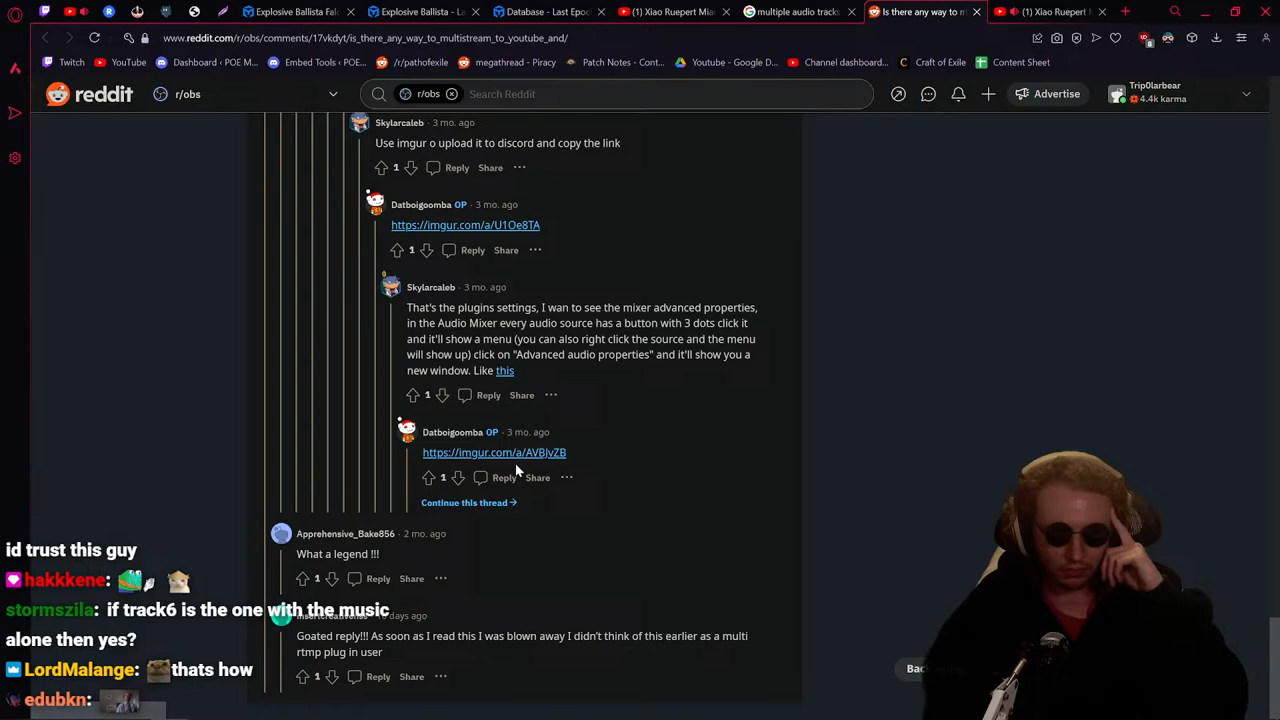 Explosive Ballista Fal
Explosive Ballista - La
Database - Last Epoc
(1) Xiao Ruepert Mia
multiple audio tracks
Is there any way to m
(1) Xiao Ruepert M
www.reddit.com/r/obs/comments/17vkdyt/is_there_any_way_to_multistream_to_youtube_and/
Twitch
YouTube
Dashboard ‹ POE M...
Embed Tools ‹ POE...
/r/pathofexile
megathread - Piracy
Patch Notes - Cont...
Youtube - Google D...
Channel dashboard...
Craft of Exile
Content Sheet
reddit
r/obs
r/obs
Search Reddit
Advertise
Trip0larbear
4.4k karma
Skylarcaleb · 3 mo. ago
Use imgur o upload it to discord and copy the link
1 Reply Share ···
Datboigoomba OP · 3 mo. ago
https://imgur.com/a/U1Oe8TA
1 Reply Share ···
Skylarcaleb · 3 mo. ago
That's the plugins settings, I wan to see the mixer advanced properties,
in the Audio Mixer every audio source has a button with 3 dots click it
and it'll show a menu (you can also right click the source and the menu
will show up) click on "Advanced audio properties" and it'll show you a
new window. Like this
1 Reply Share ···
Datboigoomba OP · 3 mo. ago
https://imgur.com/a/AVBJvZB
1 Reply Share ···
Continue this thread →
Apprehensive_Bake856 · 2 mo. ago
What a legend !!!
1 Reply Share ···
days ago
Goated reply!!! As soon as I read this I was blown away I didn't think of this earlier as a multi
rtmp plug in user
1 Reply Share ···
id trust this guy
hakkkene:
stormszila: if track6 is the one with the music
alone then yes?
LordMalange: thats how
edubkn: